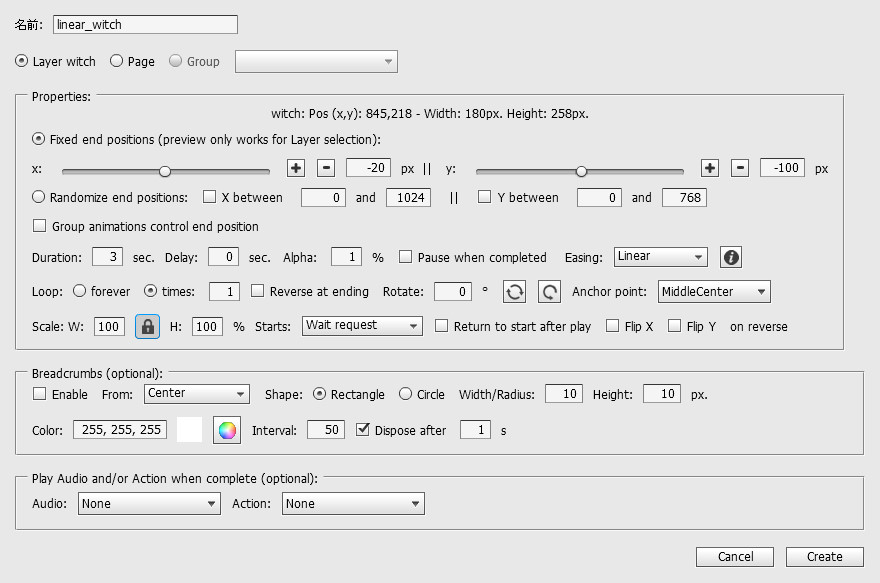 名前: linear_witch
Layer witch Page Group
Properties:
witch: Pos (x,y): 845,218 - Width: 180px. Height: 258px.
Fixed end positions (preview only works for Layer selection):
x: -20 px || y: -100 px
Randomize end positions: X between 0 and 1024 || Y between 0 and 768
Group animations control end position
Duration: 3 sec. Delay: 0 sec. Alpha: 1 % Pause when completed Easing: Linear
Loop: forever times: 1 Reverse at ending Rotate: 0 ° Anchor point: MiddleCenter
Scale: W: 100 H: 100 % Starts: Wait request Return to start after play Flip X Flip Y on reverse
Breadcrumbs (optional):
Enable From: Center Shape: Rectangle Circle Width/Radius: 10 Height: 10 px.
Color: 255, 255, 255 Interval: 50 Dispose after 1 s
Play Audio and/or Action when complete (optional):
Audio: None Action: None
Cancel Create